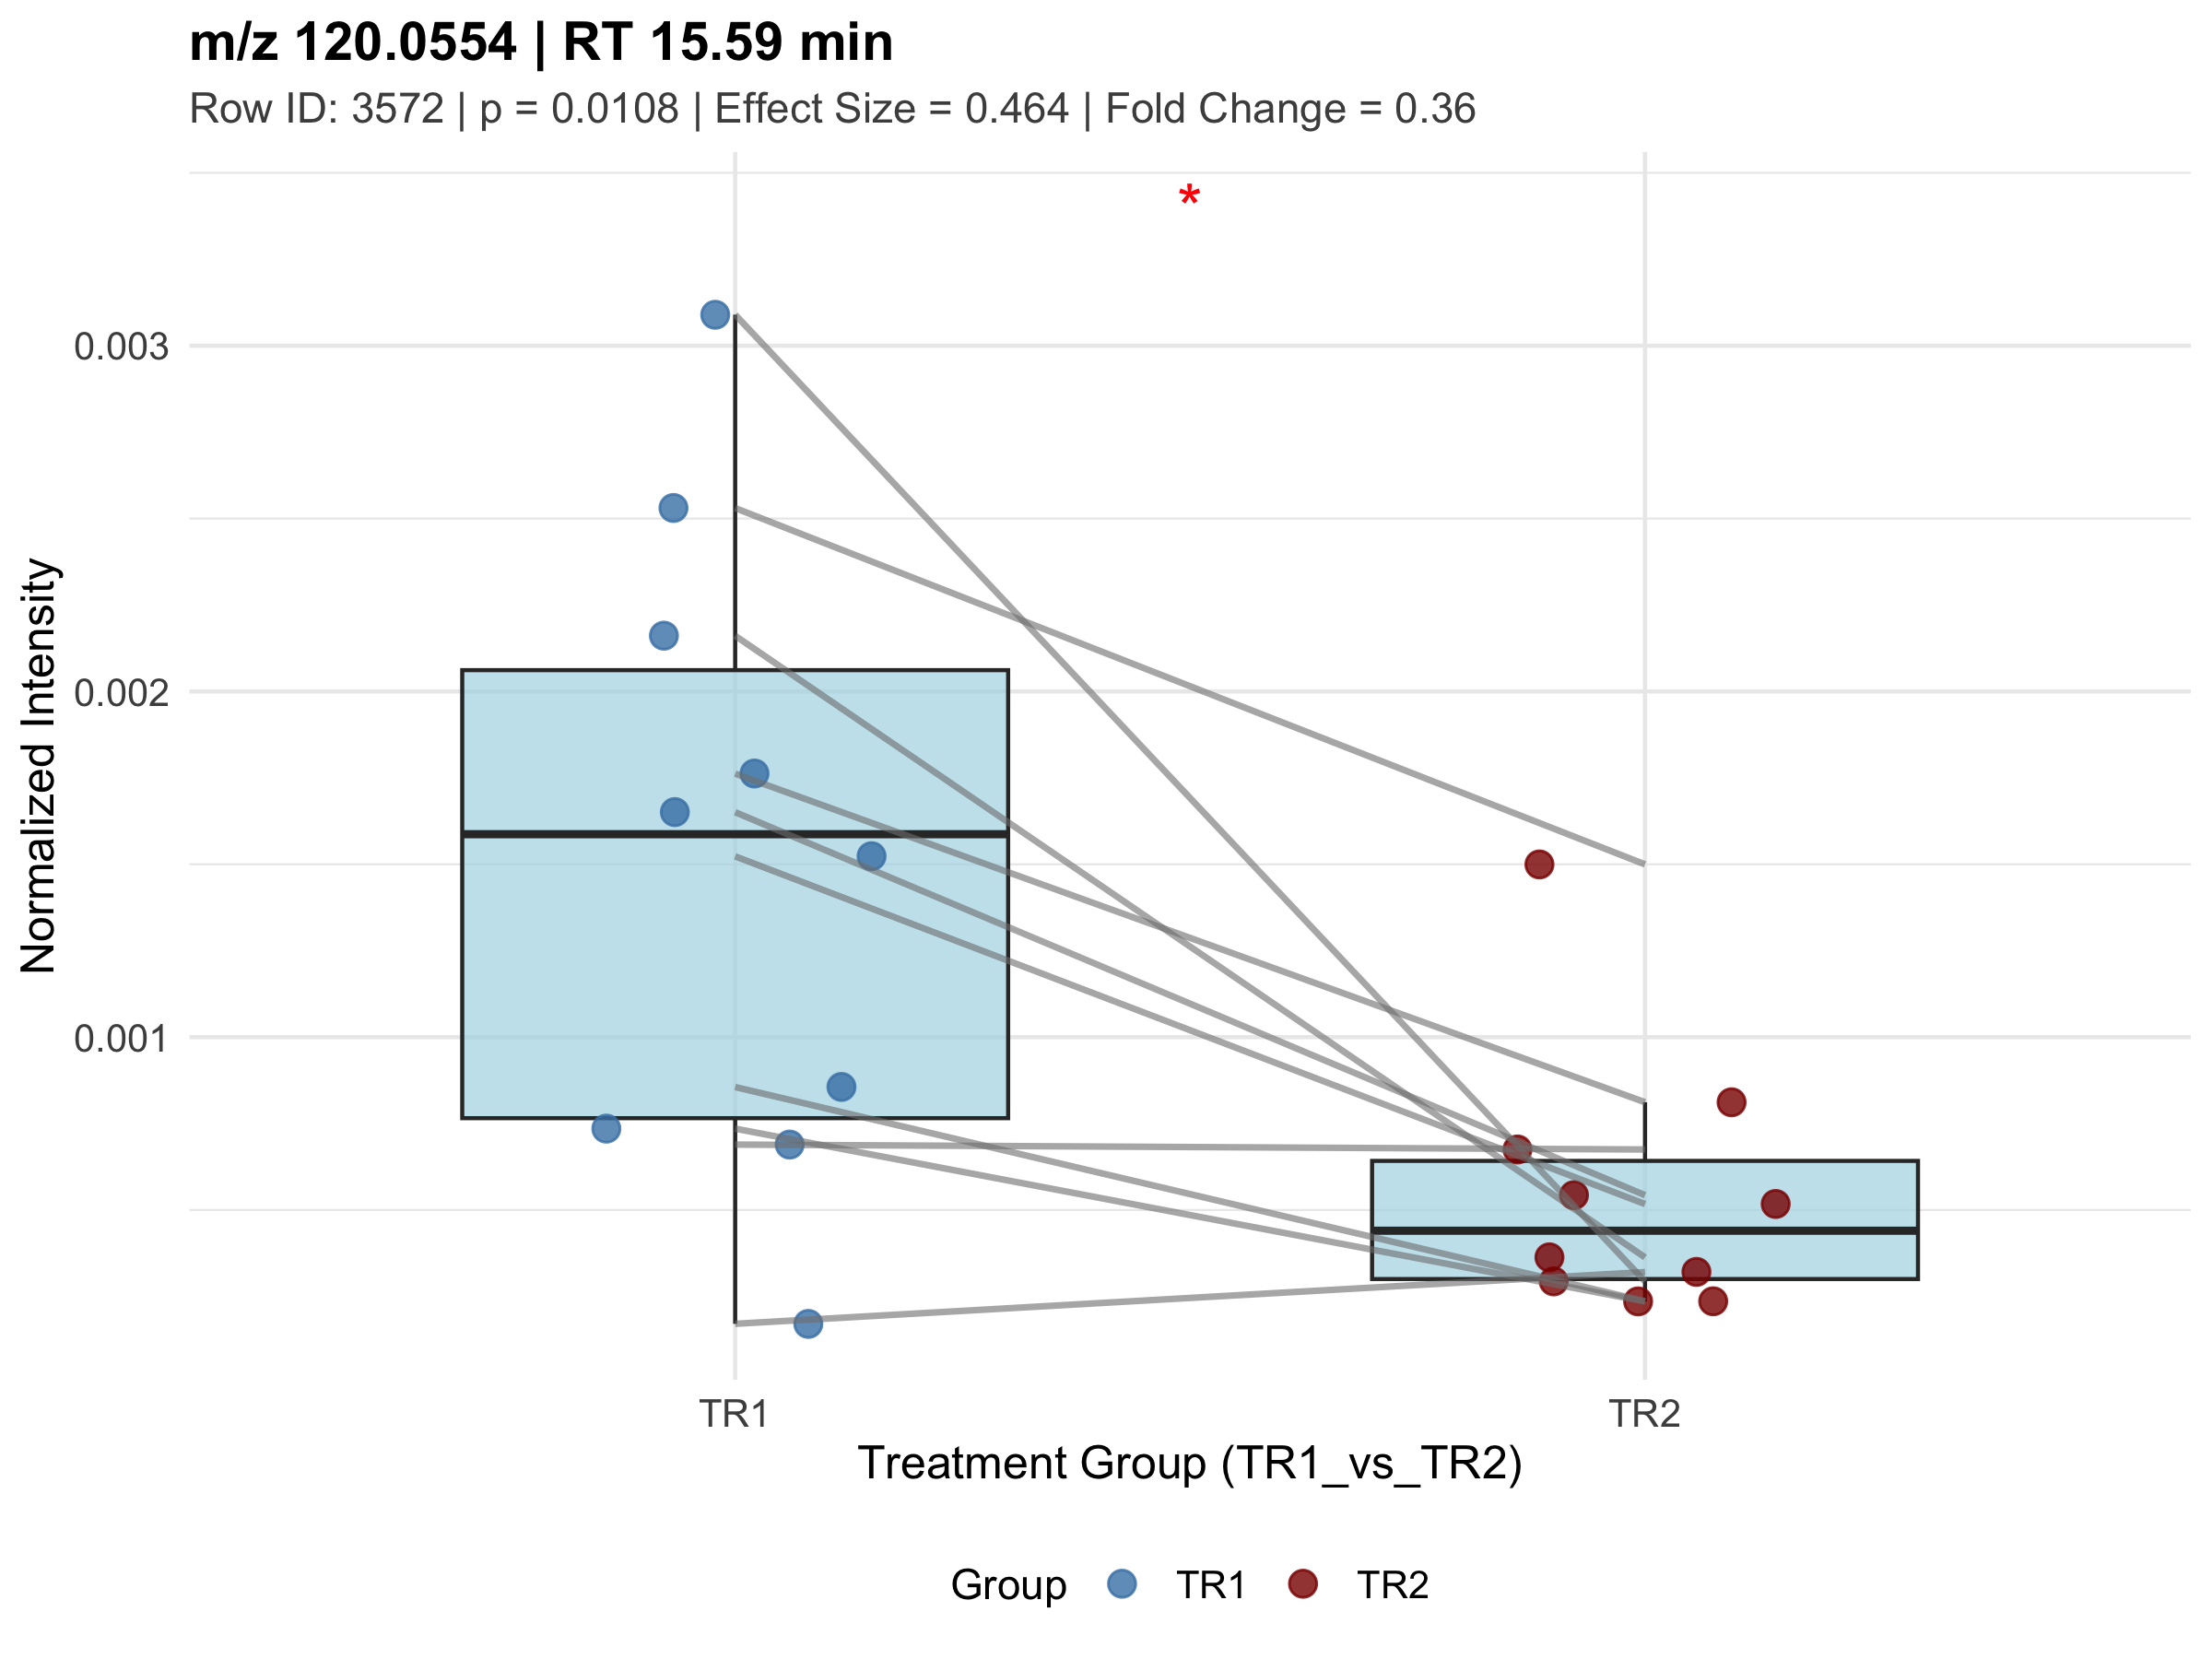 m/z 120.0554 | RT 15.59 min
Row ID: 3572 | p = 0.0108 | Effect Size = 0.464 | Fold Change = 0.36
*
Normalized Intensity
0.003
0.002
0.001
TR1
TR2
Treatment Group (TR1_vs_TR2)
Group
TR1
TR2